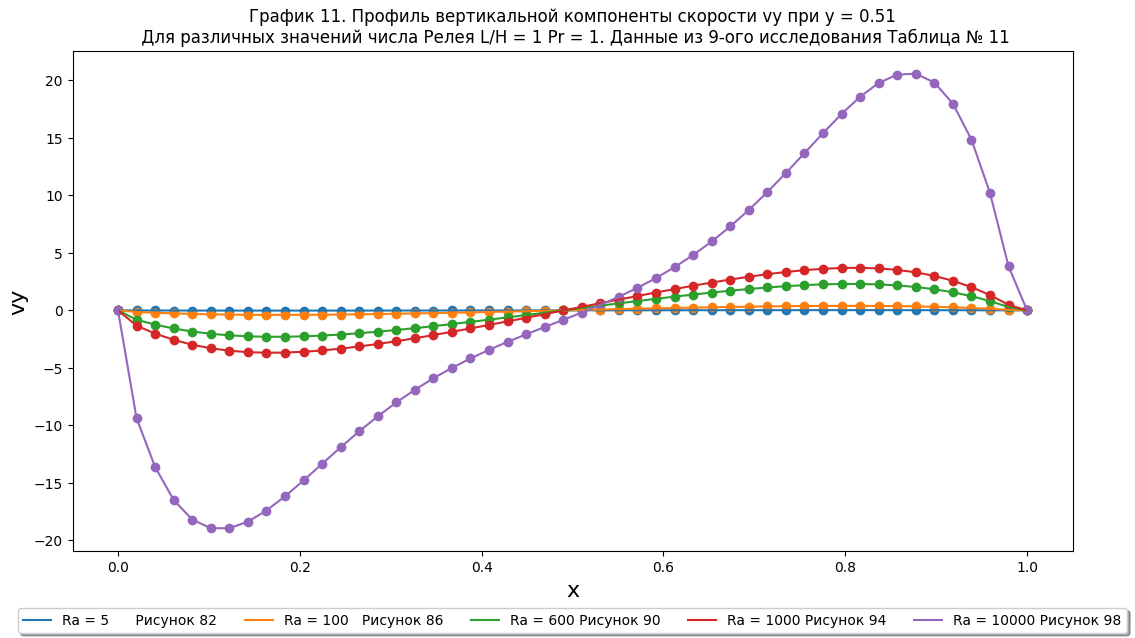 График 11. Профиль вертикальной компоненты скорости vy при y = 0.51
Для различных значений числа Релея L/H = 1 Pr = 1. Данные из 9-ого исследования Таблица № 11
vy
20
15
10
5
0
−5
−10
−15
−20
0.0 0.2 0.4 0.6 0.8 1.0
x
Ra = 5 Рисунок 82 Ra = 100 Рисунок 86 Ra = 600 Рисунок 90 Ra = 1000 Рисунок 94 Ra = 10000 Рисунок 98